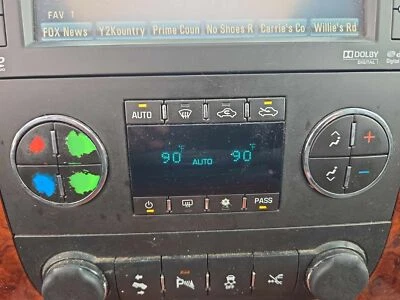 FAV 1
FOX News Y2Kountry Prime Coun No Shoes R Carrie's Co Willie's Rd
DOLBY
DIGITAL
AUTO
90 °F AUTO 90 °F
PASS